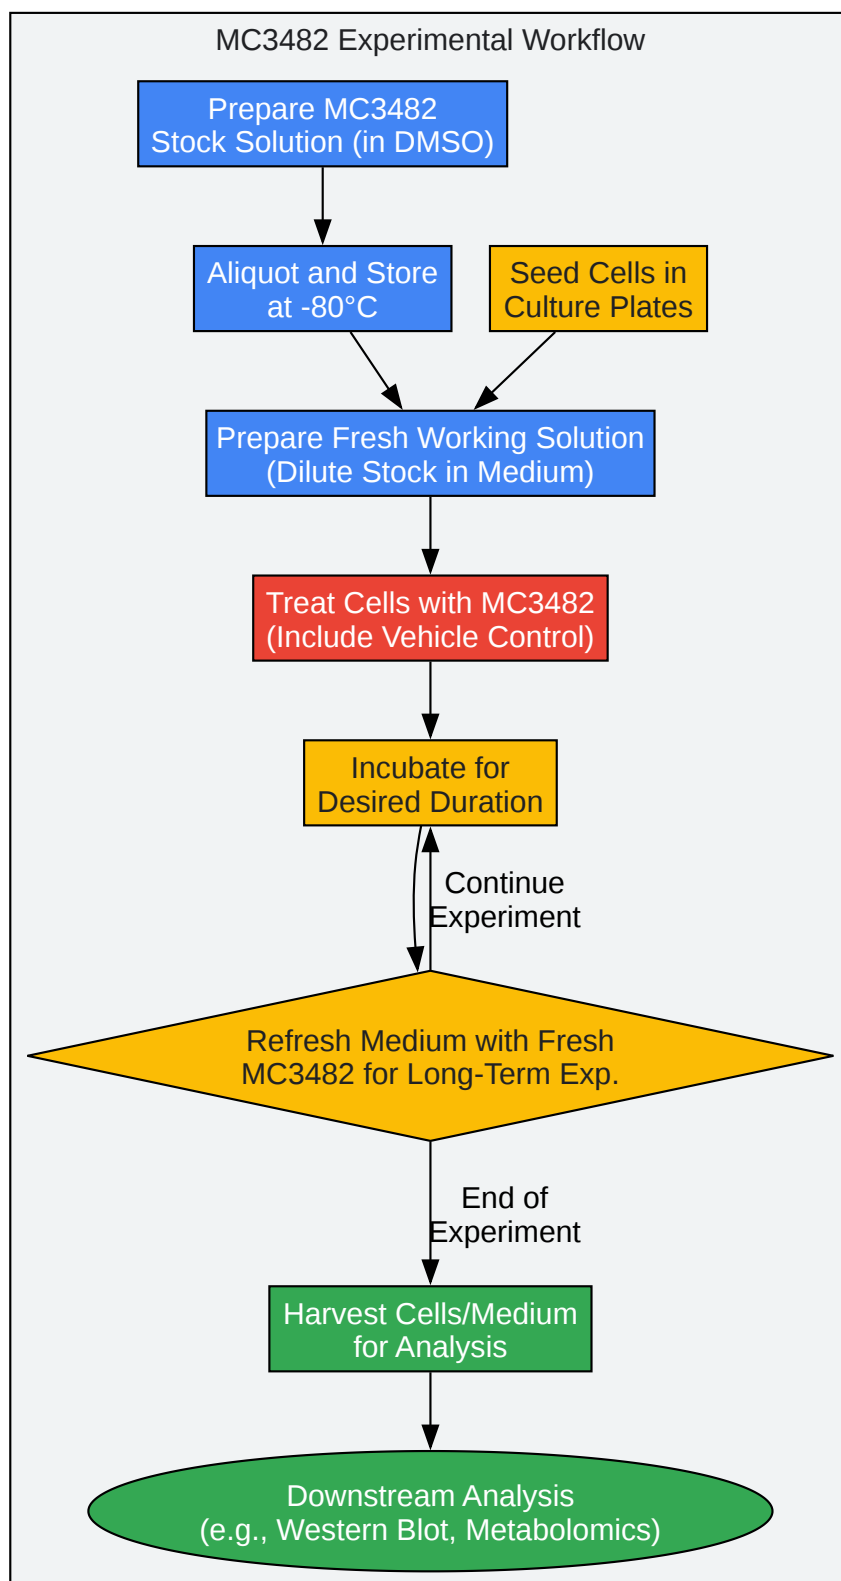 MC3482 Experimental Workflow
Prepare MC3482
Stock Solution (in DMSO)
Aliquot and Store
at -80°C
Seed Cells in
Culture Plates
Prepare Fresh Working Solution
(Dilute Stock in Medium)
Treat Cells with MC3482
(Include Vehicle Control)
Incubate for
Desired Duration
Continue
Experiment
Refresh Medium with Fresh
MC3482 for Long-Term Exp.
End of
Experiment
Harvest Cells/Medium
for Analysis
Downstream Analysis
(e.g., Western Blot, Metabolomics)